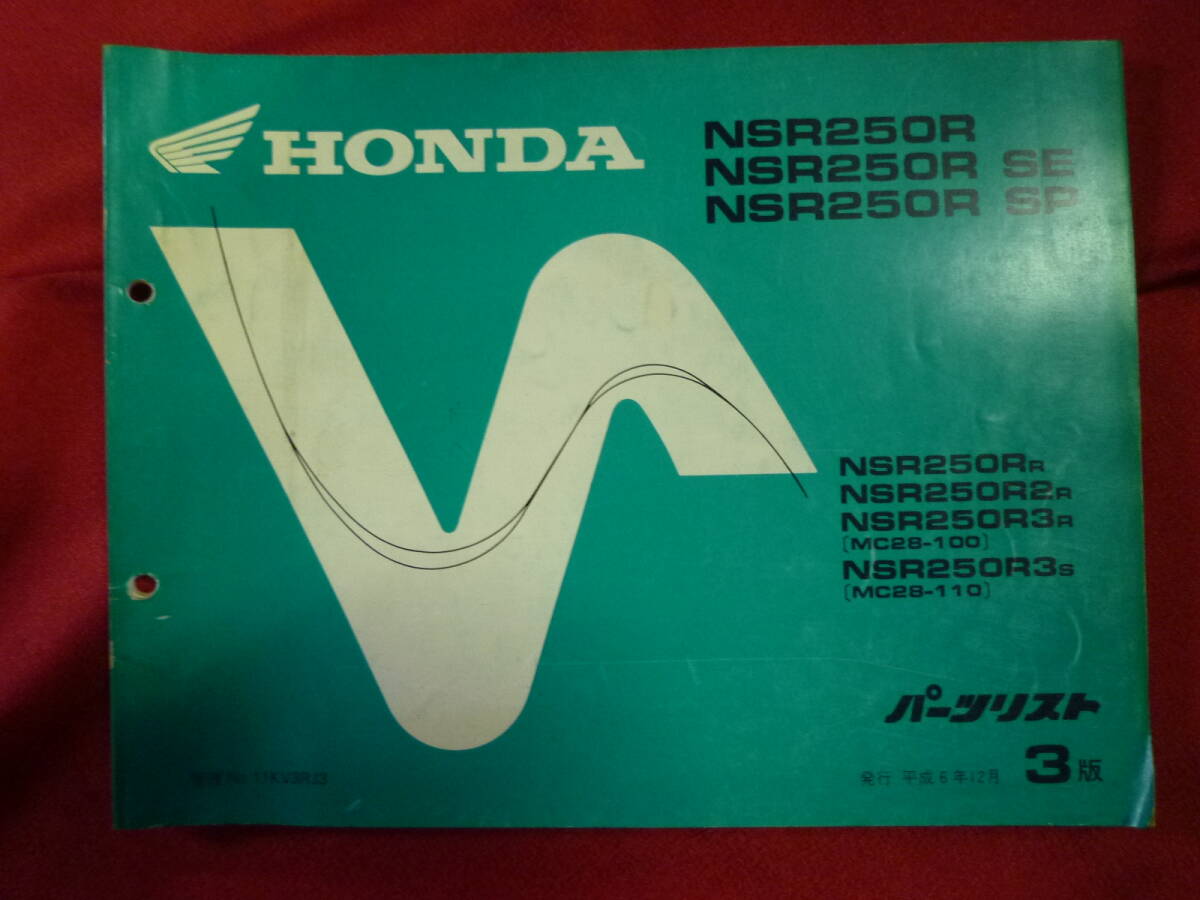 HONDA
NSR250R
NSR250R SE
NSR250R SP
NSR250RR
NSR250R2R
NSR250R3R
[MC28-100]
NSR250R3S
[MC28-110]
パーツリスト
発行 平成6年12月 3版